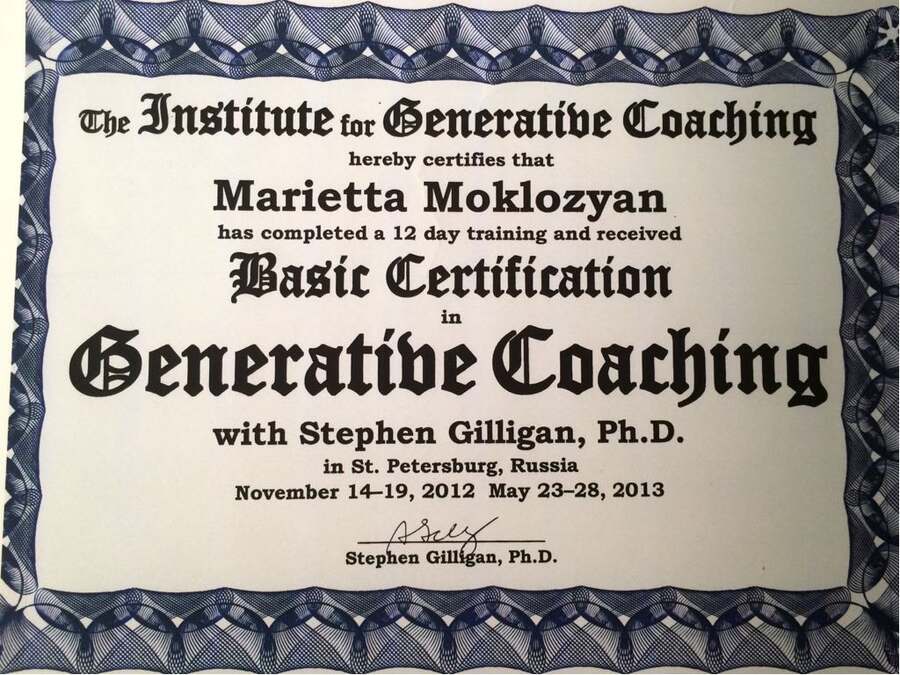 The Institute for Generative Coaching
hereby certifies that
Marietta Moklozyan
has completed a 12 day training and received
Basic Certification
in
Generative Coaching
with Stephen Gilligan, Ph.D.
in St. Petersburg, Russia
November 14–19, 2012 May 23–28, 2013
Stephen Gilligan, Ph.D.